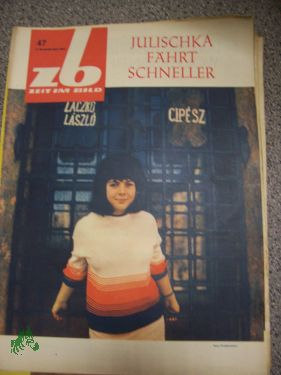 47
JULISCHKA
FÄHRT
SCHNELLER
zb
ZEIT IM BILD
LACZKÓ
LÁSZLÓ
CIPÉSZ